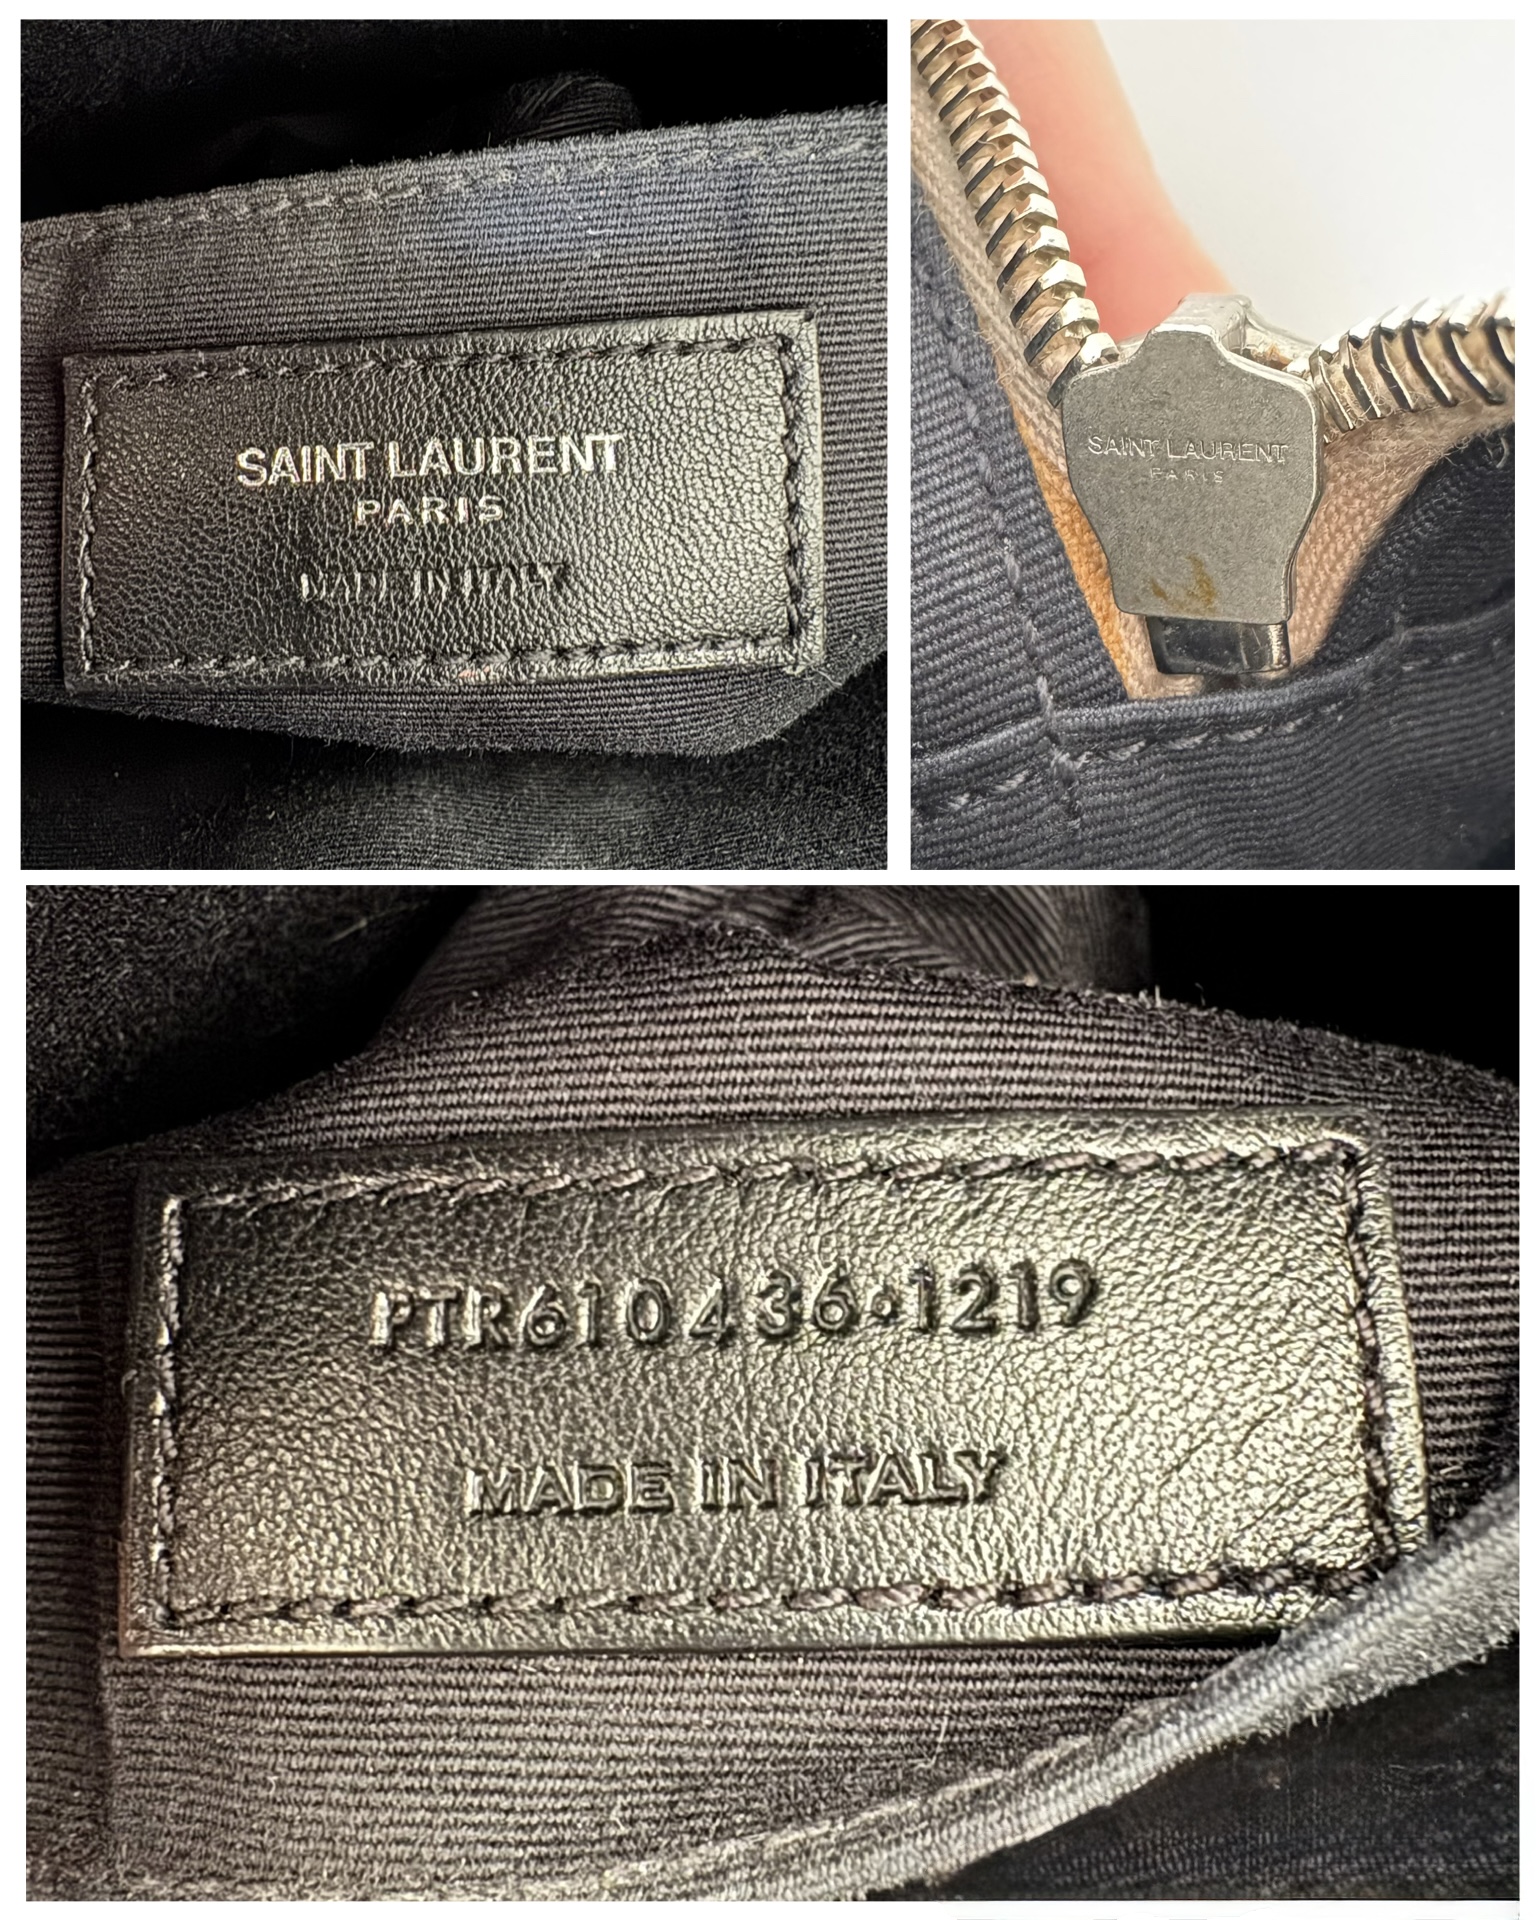 SAINT LAURENT
PARIS
MADE IN ITALY
SAINT LAURENT
PARIS
PTR610436·1219
MADE IN ITALY